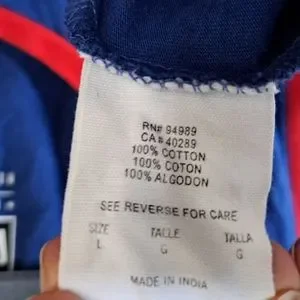 RN# 94989
CA# 40289
100% COTTON
100% COTON
100% ALGODON
SEE REVERSE FOR CARE
SIZE TALLE TALLA
L G G
MADE IN INDIA